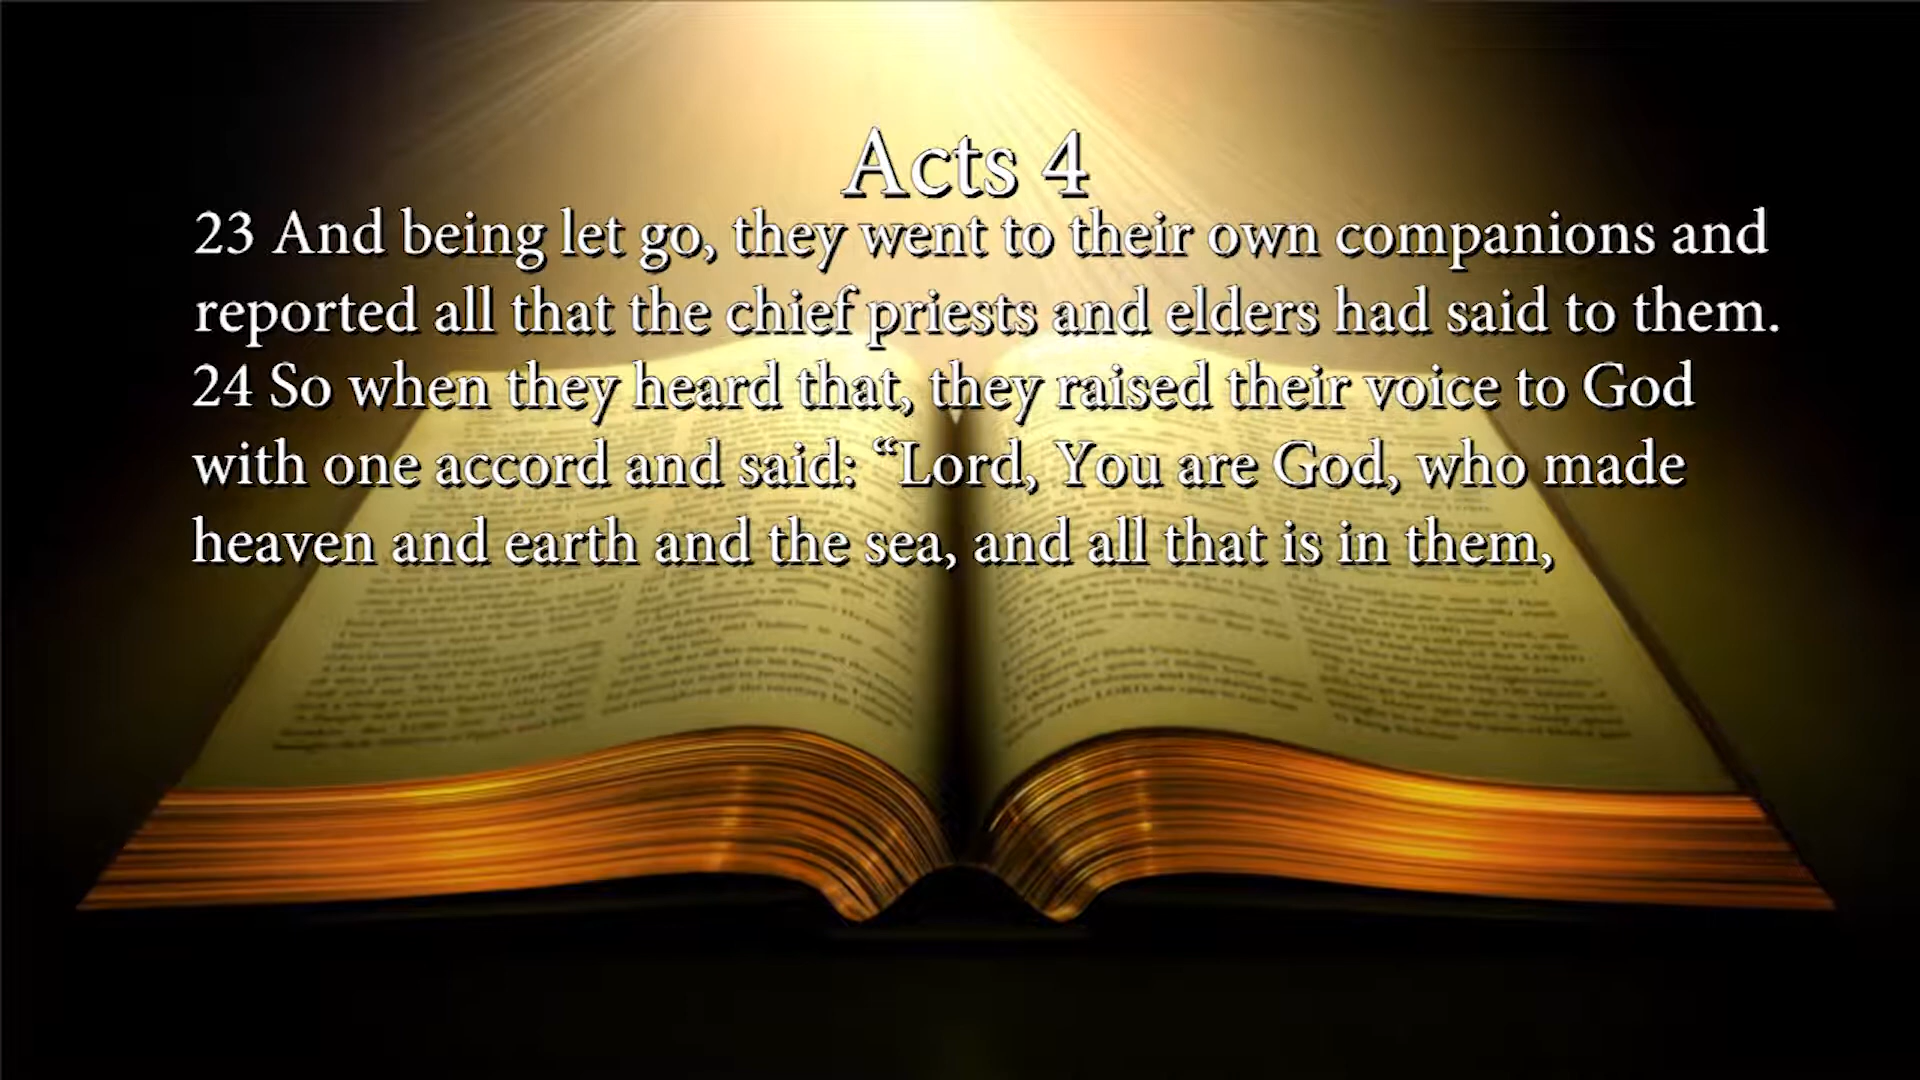 Acts 4
23 And being let go, they went to their own companions and
reported all that the chief priests and elders had said to them.
24 So when they heard that, they raised their voice to God
with one accord and said: “Lord, You are God, who made
heaven and earth and the sea, and all that is in them,